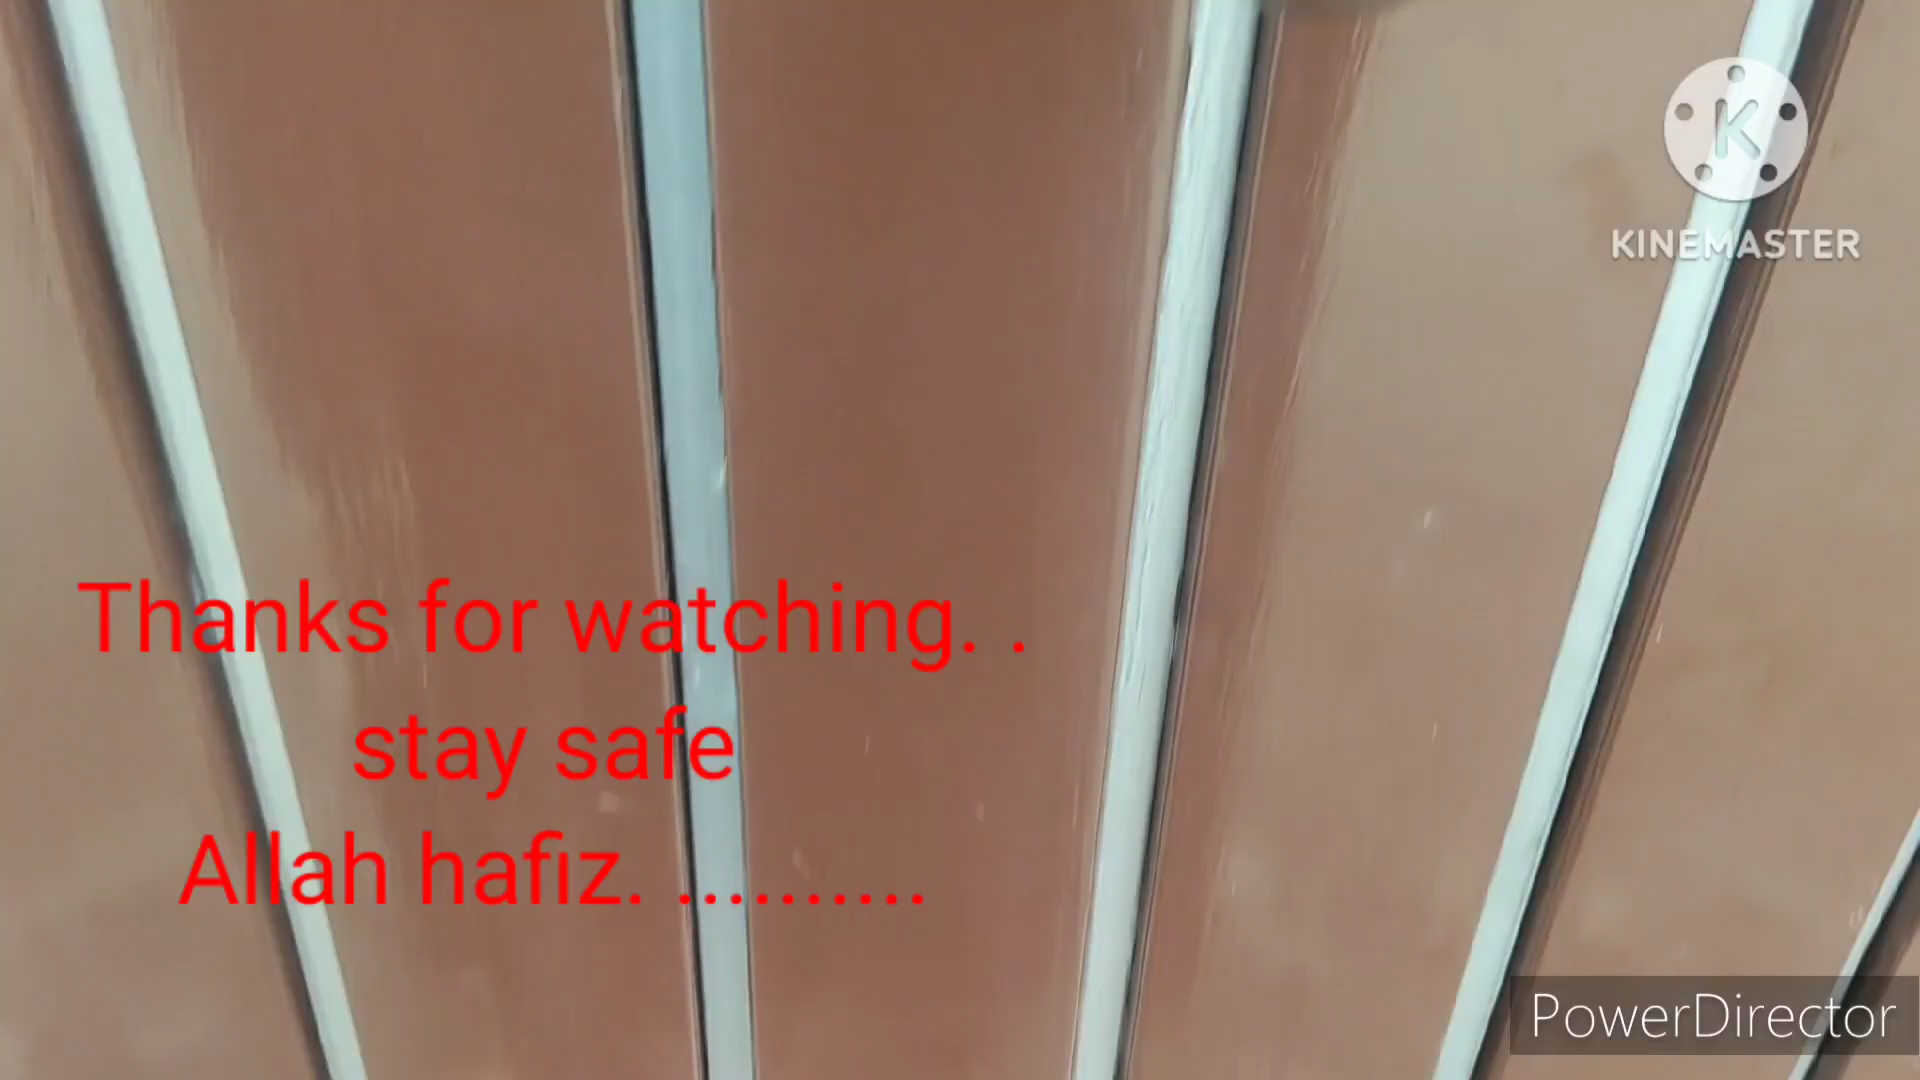 K
KINEMASTER
Thanks for watching. .
stay safe
Allah hafiz. ..........
PowerDirector